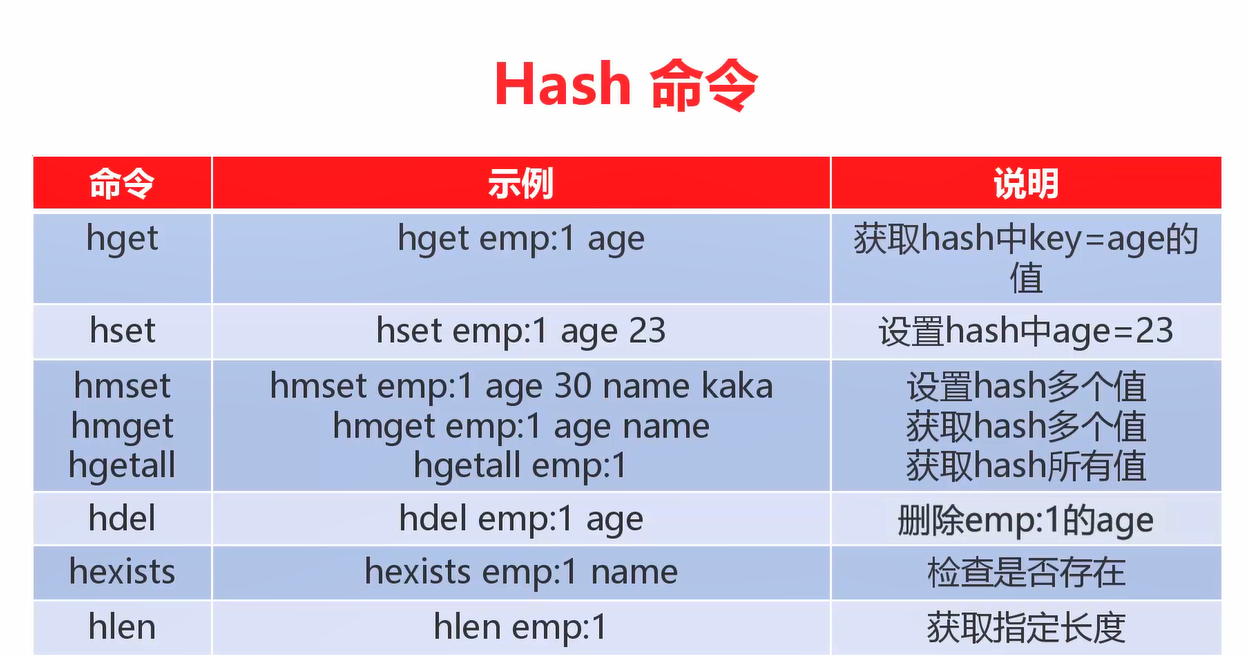 Hash 命令
命令 示例 说明
hget hget emp:1 age 获取hash中key=age的
值
hset hset emp:1 age 23 设置hash中age=23
hmset hmset emp:1 age 30 name kaka 设置hash多个值
hmget hmget emp:1 age name 获取hash多个值
hgetall hgetall emp:1 获取hash所有值
hdel hdel emp:1 age 删除emp:1的age
hexists hexists emp:1 name 检查是否存在
hlen hlen emp:1 获取指定长度